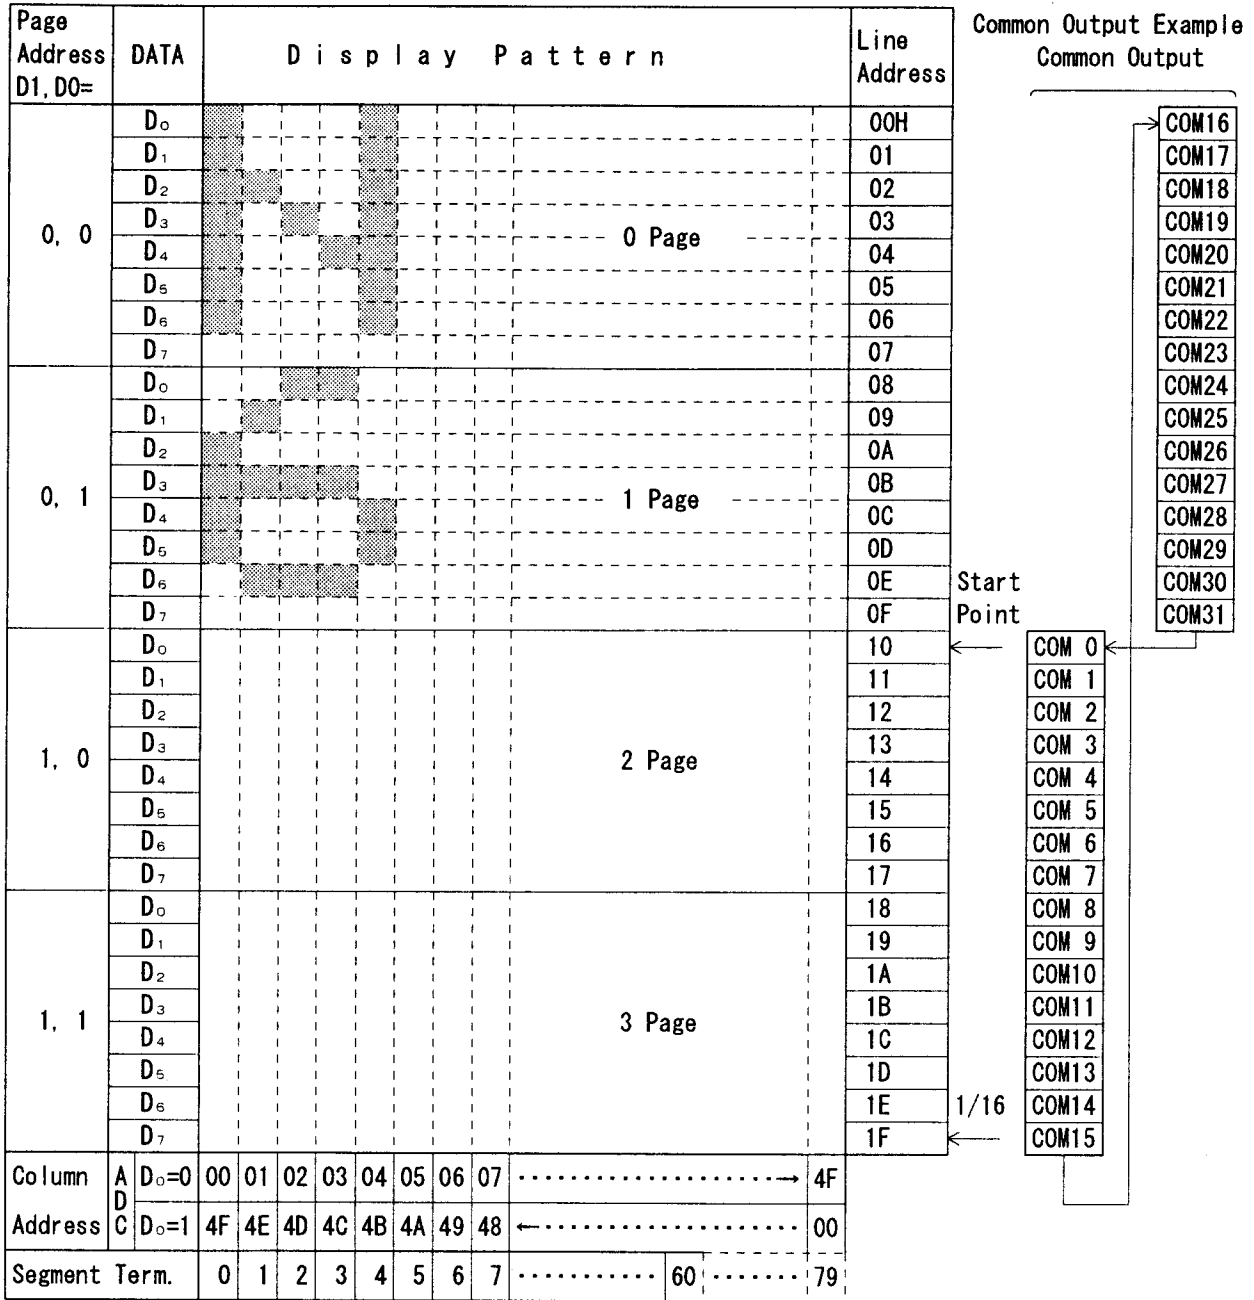 Page Address D1,D0=
DATA
Display Pattern
Line Address
Common Output Example
Common Output
0, 0
D0 00H COM16
D1 01 COM17
D2 02 COM18
D3 03 COM19
0 Page
D4 04 COM20
D5 05 COM21
D6 06 COM22
D7 07 COM23
0, 1
D0 08 COM24
D1 09 COM25
D2 0A COM26
D3 0B COM27
1 Page
D4 0C COM28
D5 0D COM29
D6 0E Start COM30
D7 0F Point COM31
1, 0
D0 10 COM 0
D1 11 COM 1
D2 12 COM 2
D3 13 COM 3
2 Page
D4 14 COM 4
D5 15 COM 5
D6 16 COM 6
D7 17 COM 7
1, 1
D0 18 COM 8
D1 19 COM 9
D2 1A COM10
D3 1B COM11
3 Page
D4 1C COM12
D5 1D COM13
D6 1E 1/16 COM14
D7 1F COM15
Column Address
ADC
D0=0 00 01 02 03 04 05 06 07 4F
D0=1 4F 4E 4D 4C 4B 4A 49 48 00
Segment Term. 0 1 2 3 4 5 6 7 60 79